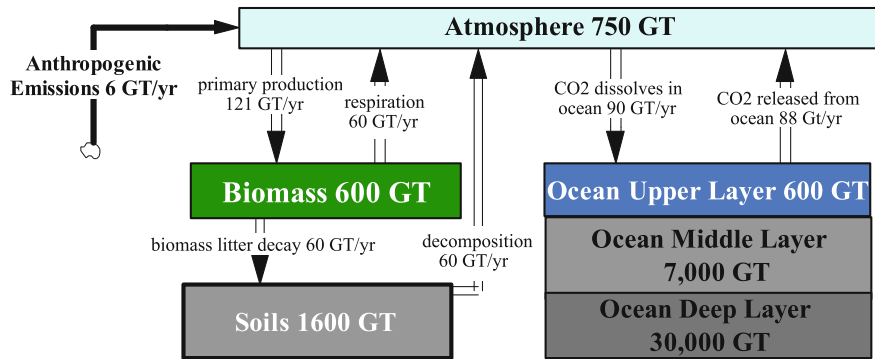 Atmosphere 750 GT
Anthropogenic
Emissions 6 GT/yr
primary production
121 GT/yr
respiration
60 GT/yr
CO2 dissolves in
ocean 90 GT/yr
CO2 released from
ocean 88 Gt/yr
Biomass 600 GT
Ocean Upper Layer 600 GT
biomass litter decay 60 GT/yr
decomposition
60 GT/yr
Ocean Middle Layer
7,000 GT
Soils 1600 GT
Ocean Deep Layer
30,000 GT